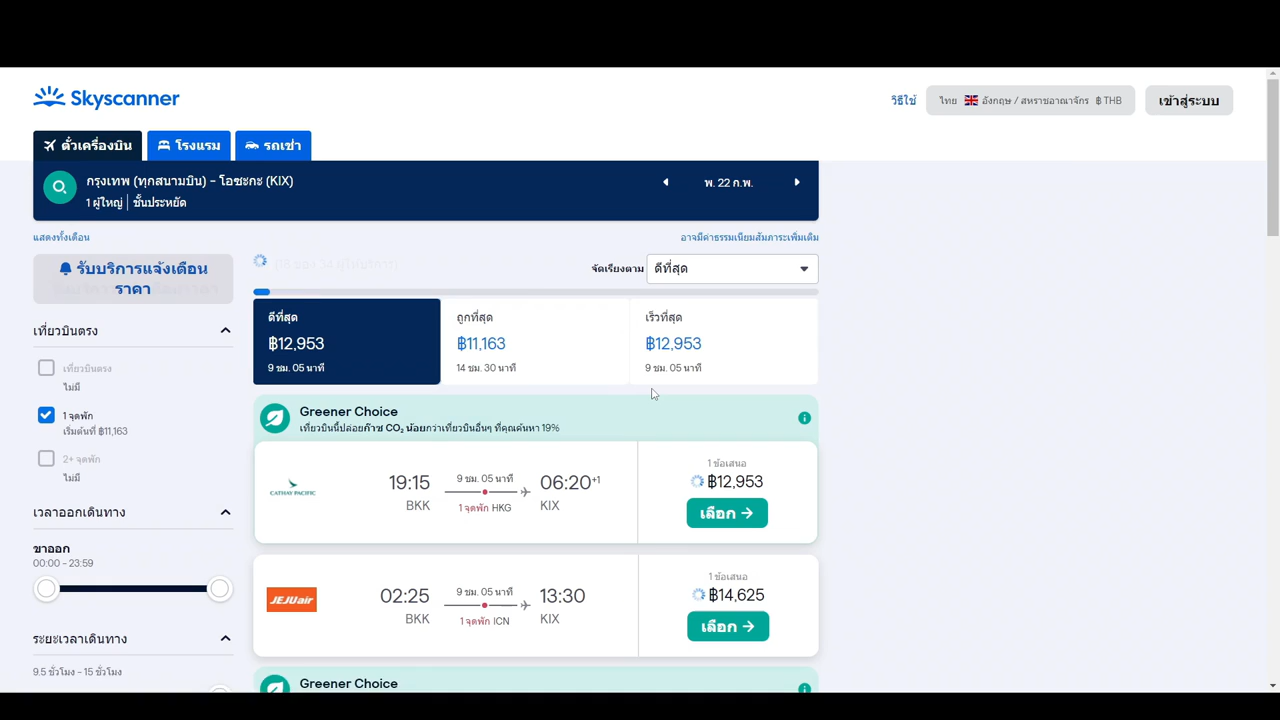 Skyscanner
วิธีใช้
ไทย อังกฤษ / สหราชอาณาจักร ฿ THB
เข้าสู่ระบบ
ตั๋วเครื่องบิน
โรงแรม
รถเช่า
กรุงเทพ (ทุกสนามบิน) - โอซะกะ (KIX)
1 ผู้ใหญ่ | ชั้นประหยัด
พ. 22 ก.พ.
แสดงทั้งเดือน
อาจมีค่าธรรมเนียมสัมภาระเพิ่มเติม
รับบริการแจ้งเตือน
ราคา
จัดเรียงตาม
ดีที่สุด
ดีที่สุด
฿12,953
9 ชม. 05 นาที
ถูกที่สุด
฿11,163
14 ชม. 30 นาที
เร็วที่สุด
฿12,953
9 ชม. 05 นาที
เที่ยวบินตรง
เที่ยวบินตรง
ไม่มี
1 จุดพัก
เริ่มต้นที่ ฿11,163
2+ จุดพัก
ไม่มี
เวลาออกเดินทาง
ขาออก
00:00 - 23:59
ระยะเวลาเดินทาง
9.5 ชั่วโมง - 15 ชั่วโมง
Greener Choice
เที่ยวบินนี้ปล่อยก๊าซ CO₂ น้อยกว่าเที่ยวบินอื่นๆ ที่คุณค้นหา 19%
CATHAY PACIFIC
19:15
BKK
9 ชม. 05 นาที
1 จุดพัก HKG
06:20+1
KIX
1 ข้อเสนอ
฿12,953
เลือก →
JEJUair
02:25
BKK
9 ชม. 05 นาที
1 จุดพัก ICN
13:30
KIX
1 ข้อเสนอ
฿14,625
เลือก →
Greener Choice